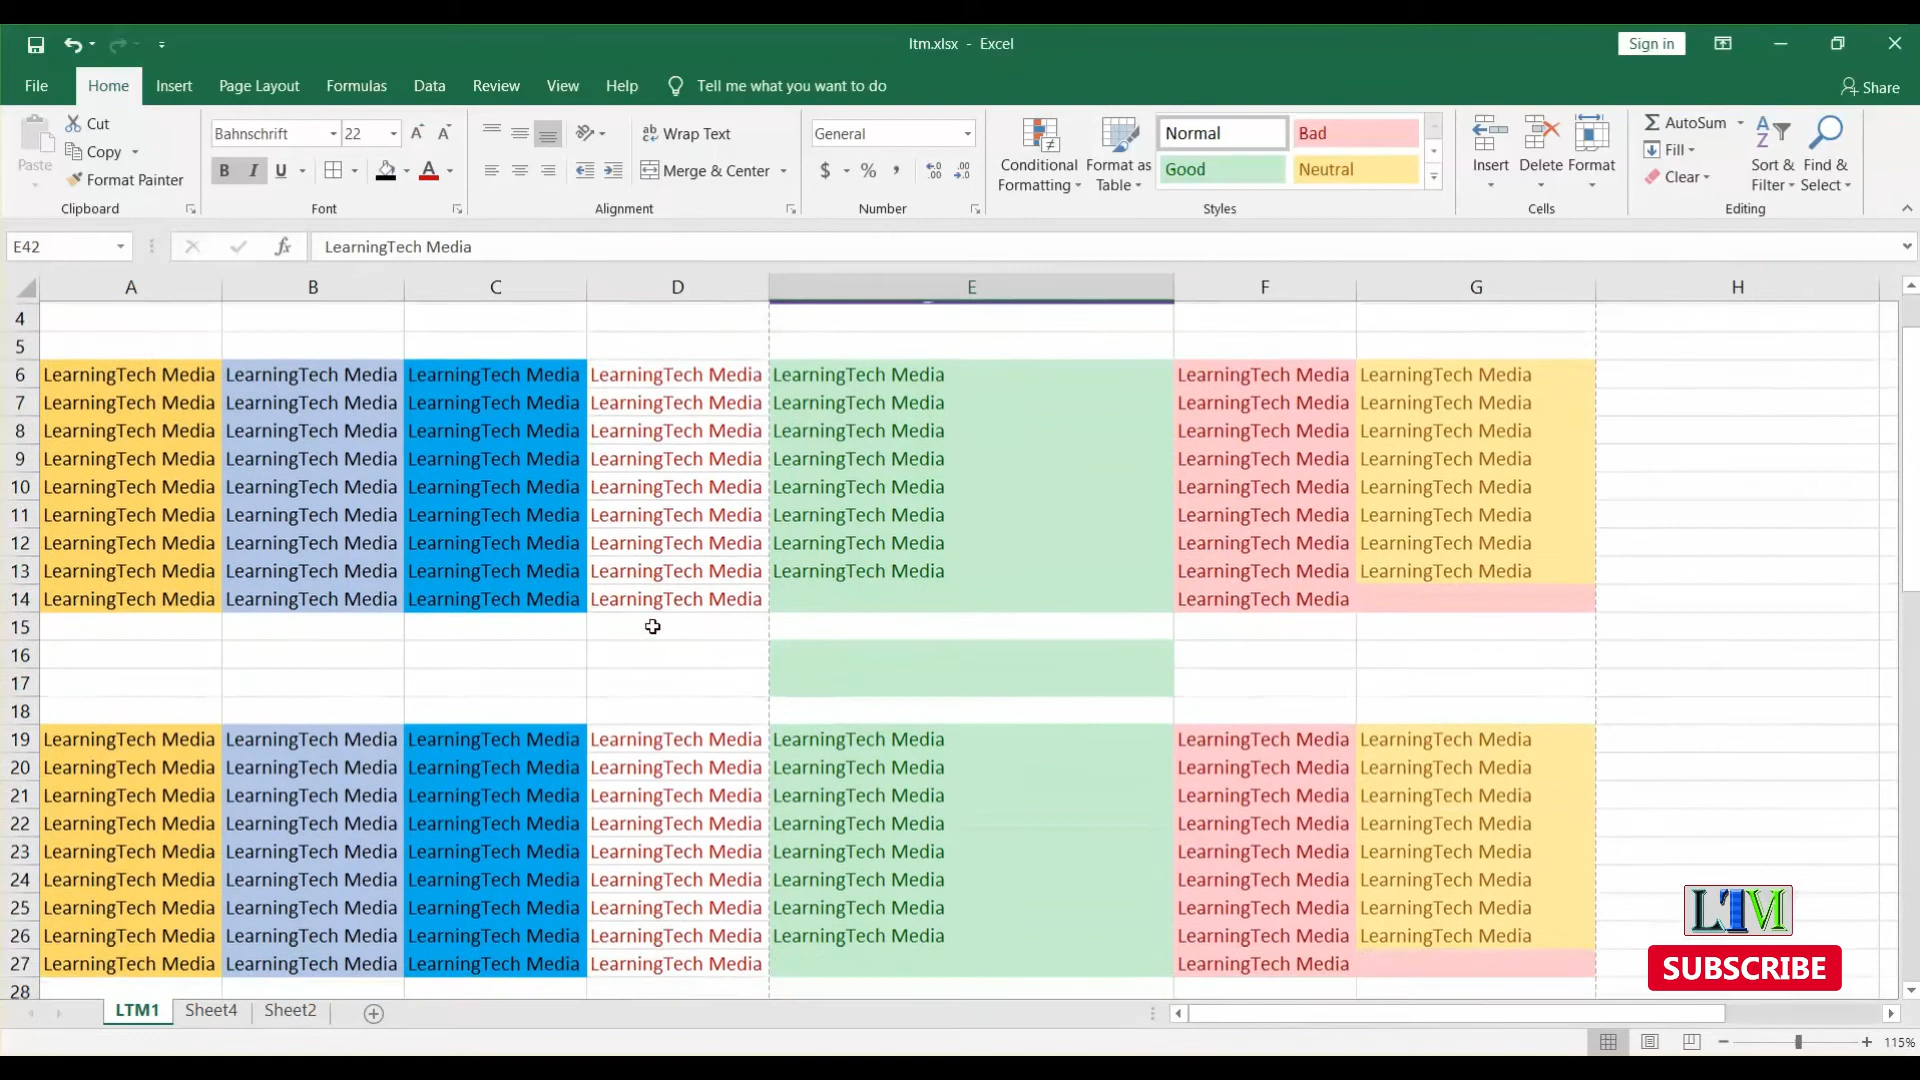 ltm.xlsx - Excel
Sign in
File Home Insert Page Layout Formulas Data Review View Help Tell me what you want to do Share
Paste
Cut
Copy
Format Painter
Clipboard
Bahnschrift 22
B I U
Font
Wrap Text
Merge & Center
Alignment
General
$ % ,
Number
Conditional Formatting
Format as Table
Normal Bad
Good Neutral
Styles
Insert Delete Format
Cells
AutoSum
Fill
Clear
Sort & Filter
Find & Select
Editing
E42 fx LearningTech Media
A B C D E F G H
4
5
6 LearningTech Media LearningTech Media LearningTech Media LearningTech Media LearningTech Media LearningTech Media LearningTech Media
7 LearningTech Media LearningTech Media LearningTech Media LearningTech Media LearningTech Media LearningTech Media LearningTech Media
8 LearningTech Media LearningTech Media LearningTech Media LearningTech Media LearningTech Media LearningTech Media LearningTech Media
9 LearningTech Media LearningTech Media LearningTech Media LearningTech Media LearningTech Media LearningTech Media LearningTech Media
10 LearningTech Media LearningTech Media LearningTech Media LearningTech Media LearningTech Media LearningTech Media LearningTech Media
11 LearningTech Media LearningTech Media LearningTech Media LearningTech Media LearningTech Media LearningTech Media LearningTech Media
12 LearningTech Media LearningTech Media LearningTech Media LearningTech Media LearningTech Media LearningTech Media LearningTech Media
13 LearningTech Media LearningTech Media LearningTech Media LearningTech Media LearningTech Media LearningTech Media LearningTech Media
14 LearningTech Media LearningTech Media LearningTech Media LearningTech Media LearningTech Media
15
16
17
18
19 LearningTech Media LearningTech Media LearningTech Media LearningTech Media LearningTech Media LearningTech Media LearningTech Media
20 LearningTech Media LearningTech Media LearningTech Media LearningTech Media LearningTech Media LearningTech Media LearningTech Media
21 LearningTech Media LearningTech Media LearningTech Media LearningTech Media LearningTech Media LearningTech Media LearningTech Media
22 LearningTech Media LearningTech Media LearningTech Media LearningTech Media LearningTech Media LearningTech Media LearningTech Media
23 LearningTech Media LearningTech Media LearningTech Media LearningTech Media LearningTech Media LearningTech Media LearningTech Media
24 LearningTech Media LearningTech Media LearningTech Media LearningTech Media LearningTech Media LearningTech Media LearningTech Media
25 LearningTech Media LearningTech Media LearningTech Media LearningTech Media LearningTech Media LearningTech Media LearningTech Media
26 LearningTech Media LearningTech Media LearningTech Media LearningTech Media LearningTech Media LearningTech Media LearningTech Media
27 LearningTech Media LearningTech Media LearningTech Media LearningTech Media LearningTech Media
28
LTM
SUBSCRIBE
LTM1 Sheet4 Sheet2
115%